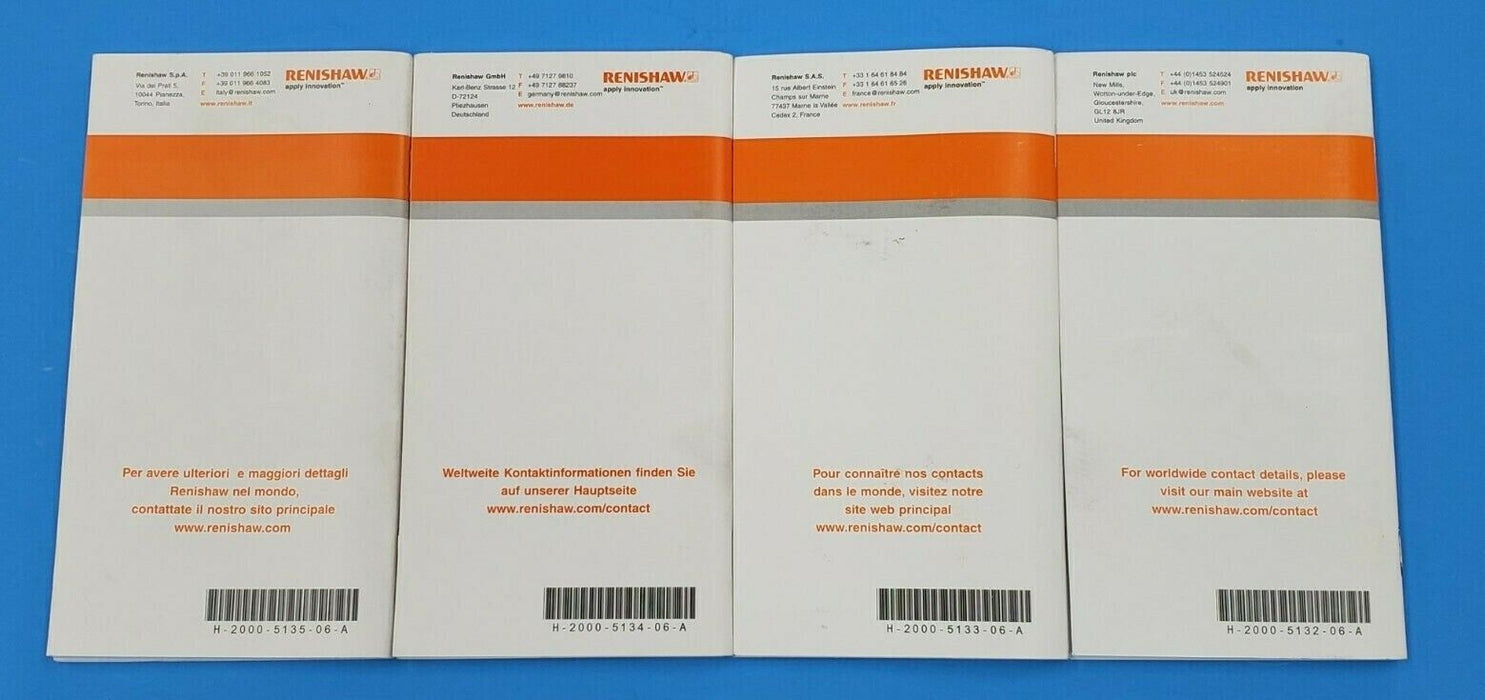 Renishaw S.p.A.
Via dei Prati 5,
10044 Pianezza,
Torino, Italia
T +39 011 966 1052
F +39 011 966 4083
E italy@renishaw.com
www.renishaw.it
RENISHAW
apply innovation™
Per avere ulteriori e maggiori dettagli
Renishaw nel mondo,
contattate il nostro sito principale
www.renishaw.com
H-2000-5135-06-A
Renishaw GmbH
Karl-Benz Strasse 12
D-72124
Pliezhausen
Deutschland
T +49 7127 9810
F +49 7127 88237
E germany@renishaw.com
www.renishaw.de
RENISHAW
apply innovation™
Weltweite Kontaktinformationen finden Sie
auf unserer Hauptseite
www.renishaw.com/contact
H-2000-5134-06-A
Renishaw S.A.S.
15 rue Albert Einstein
Champs sur Marne
77437 Marne la Vallée
Cedex 2, France
T +33 1 64 61 84 84
F +33 1 64 61 65 26
E france@renishaw.com
www.renishaw.fr
RENISHAW
apply innovation™
Pour connaître nos contacts
dans le monde, visitez notre
site web principal
www.renishaw.com/contact
H-2000-5133-06-A
Renishaw plc
New Mills,
Wotton-under-Edge,
Gloucestershire,
GL12 8JR
United Kingdom
T +44 (0)1453 524524
F +44 (0)1453 524901
E uk@renishaw.com
www.renishaw.com
RENISHAW
apply innovation™
For worldwide contact details, please
visit our main website at
www.renishaw.com/contact
H-2000-5132-06-A